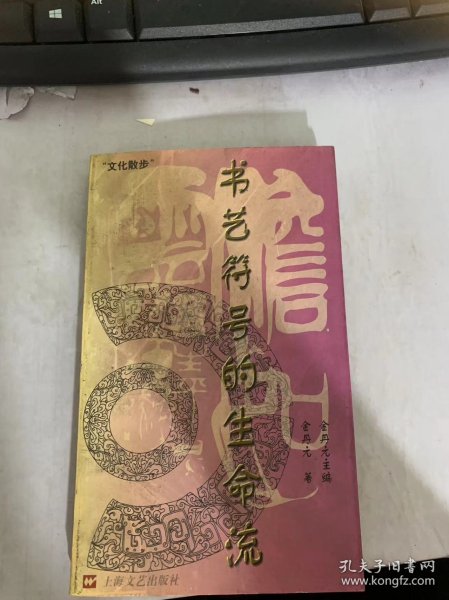 Alt
“文化散步”
书艺符号的生命流
金丹元主编
金丹元 著
上海文艺出版社
孔夫子旧书网
www.kongfz.com